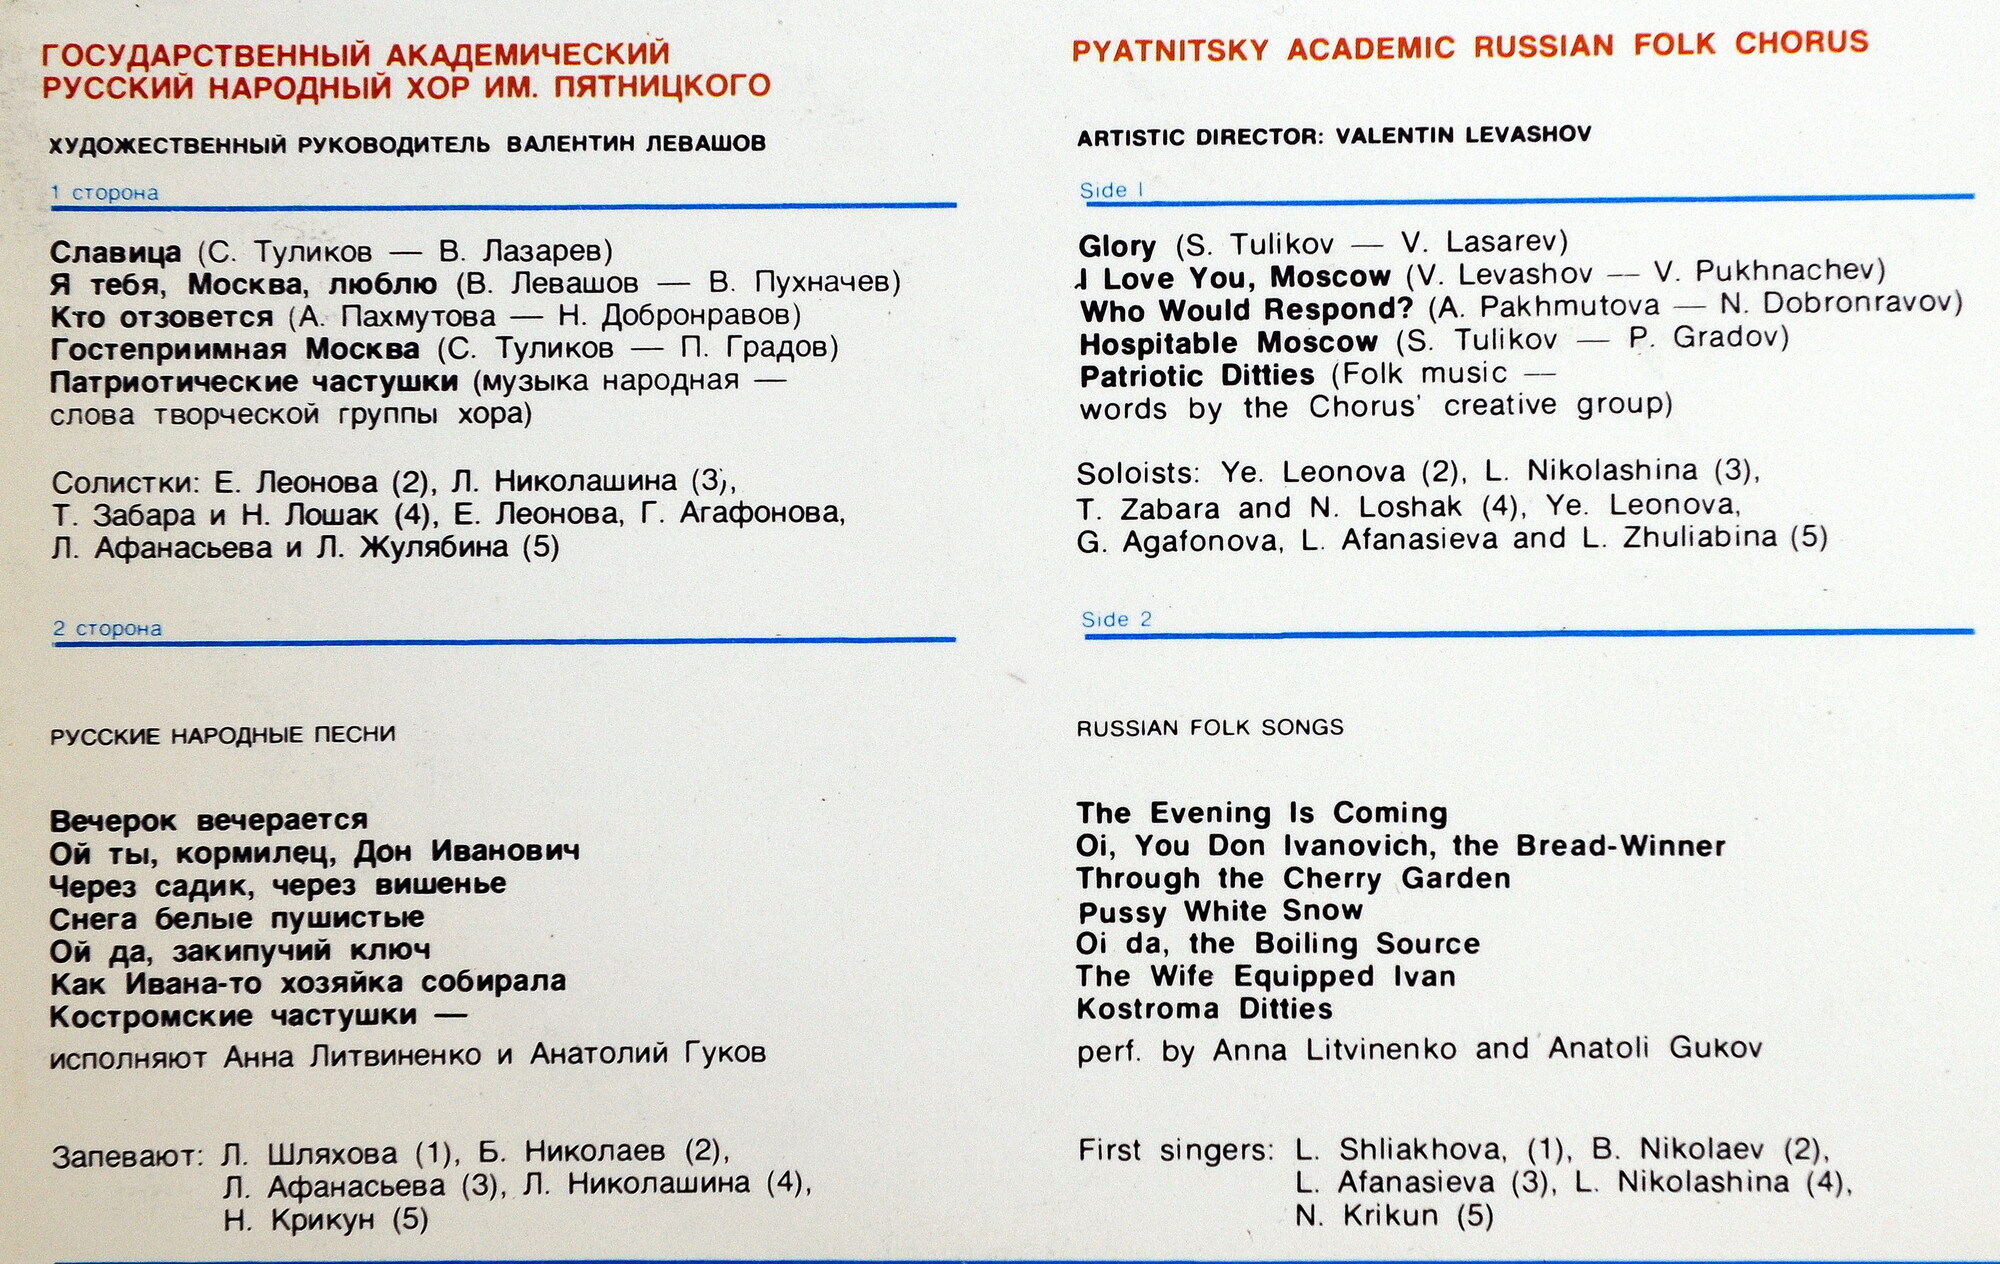 ГОСУДАРСТВЕННЫЙ АКАДЕМИЧЕСКИЙ
РУССКИЙ НАРОДНЫЙ ХОР ИМ. ПЯТНИЦКОГО
ХУДОЖЕСТВЕННЫЙ РУКОВОДИТЕЛЬ ВАЛЕНТИН ЛЕВАШОВ
1 сторона
Славица (С. Туликов — В. Лазарев)
Я тебя, Москва, люблю (В. Левашов — В. Пухначев)
Кто отзовется (А. Пахмутова — Н. Добронравов)
Гостеприимная Москва (С. Туликов — П. Градов)
Патриотические частушки (музыка народная —
слова творческой группы хора)
Солистки: Е. Леонова (2), Л. Николашина (3),
Т. Забара и Н. Лошак (4), Е. Леонова, Г. Агафонова,
Л. Афанасьева и Л. Жулябина (5)
2 сторона
РУССКИЕ НАРОДНЫЕ ПЕСНИ
Вечерок вечерается
Ой ты, кормилец, Дон Иванович
Через садик, через вишенье
Снега белые пушистые
Ой да, закипучий ключ
Как Ивана-то хозяйка собирала
Костромские частушки —
исполняют Анна Литвиненко и Анатолий Гуков
Запевают: Л. Шляхова (1), Б. Николаев (2),
Л. Афанасьева (3), Л. Николашина (4),
Н. Крикун (5)
PYATNITSKY ACADEMIC RUSSIAN FOLK CHORUS
ARTISTIC DIRECTOR: VALENTIN LEVASHOV
Side I
Glory (S. Tulikov — V. Lasarev)
I Love You, Moscow (V. Levashov — V. Pukhnachev)
Who Would Respond? (A. Pakhmutova — N. Dobronravov)
Hospitable Moscow (S. Tulikov — P. Gradov)
Patriotic Ditties (Folk music —
words by the Chorus' creative group)
Soloists: Ye. Leonova (2), L. Nikolashina (3),
T. Zabara and N. Loshak (4), Ye. Leonova,
G. Agafonova, L. Afanasieva and L. Zhuliabina (5)
Side 2
RUSSIAN FOLK SONGS
The Evening Is Coming
Oi, You Don Ivanovich, the Bread-Winner
Through the Cherry Garden
Pussy White Snow
Oi da, the Boiling Source
The Wife Equipped Ivan
Kostroma Ditties
perf. by Anna Litvinenko and Anatoli Gukov
First singers: L. Shliakhova, (1), B. Nikolaev (2),
L. Afanasieva (3), L. Nikolashina (4),
N. Krikun (5)